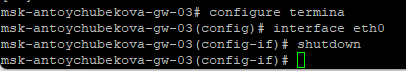 msk-antoychubekova-gw-03# configure termina
msk-antoychubekova-gw-03(config)# interface eth0
msk-antoychubekova-gw-03(config-if)# shutdown
msk-antoychubekova-gw-03(config-if)#